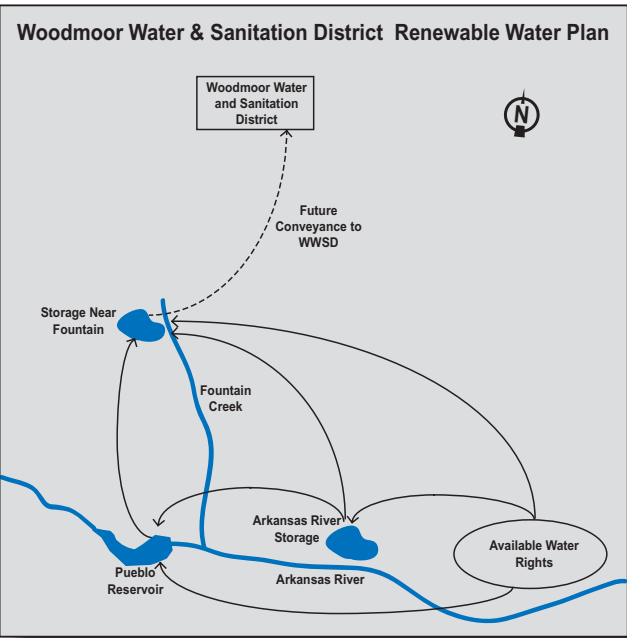 Woodmoor Water & Sanitation District Renewable Water Plan
Woodmoor Water
and Sanitation
District
N
Future
Conveyance to
WWSD
Storage Near
Fountain
Fountain
Creek
Arkansas River
Storage
Available Water
Rights
Pueblo
Reservoir
Arkansas River